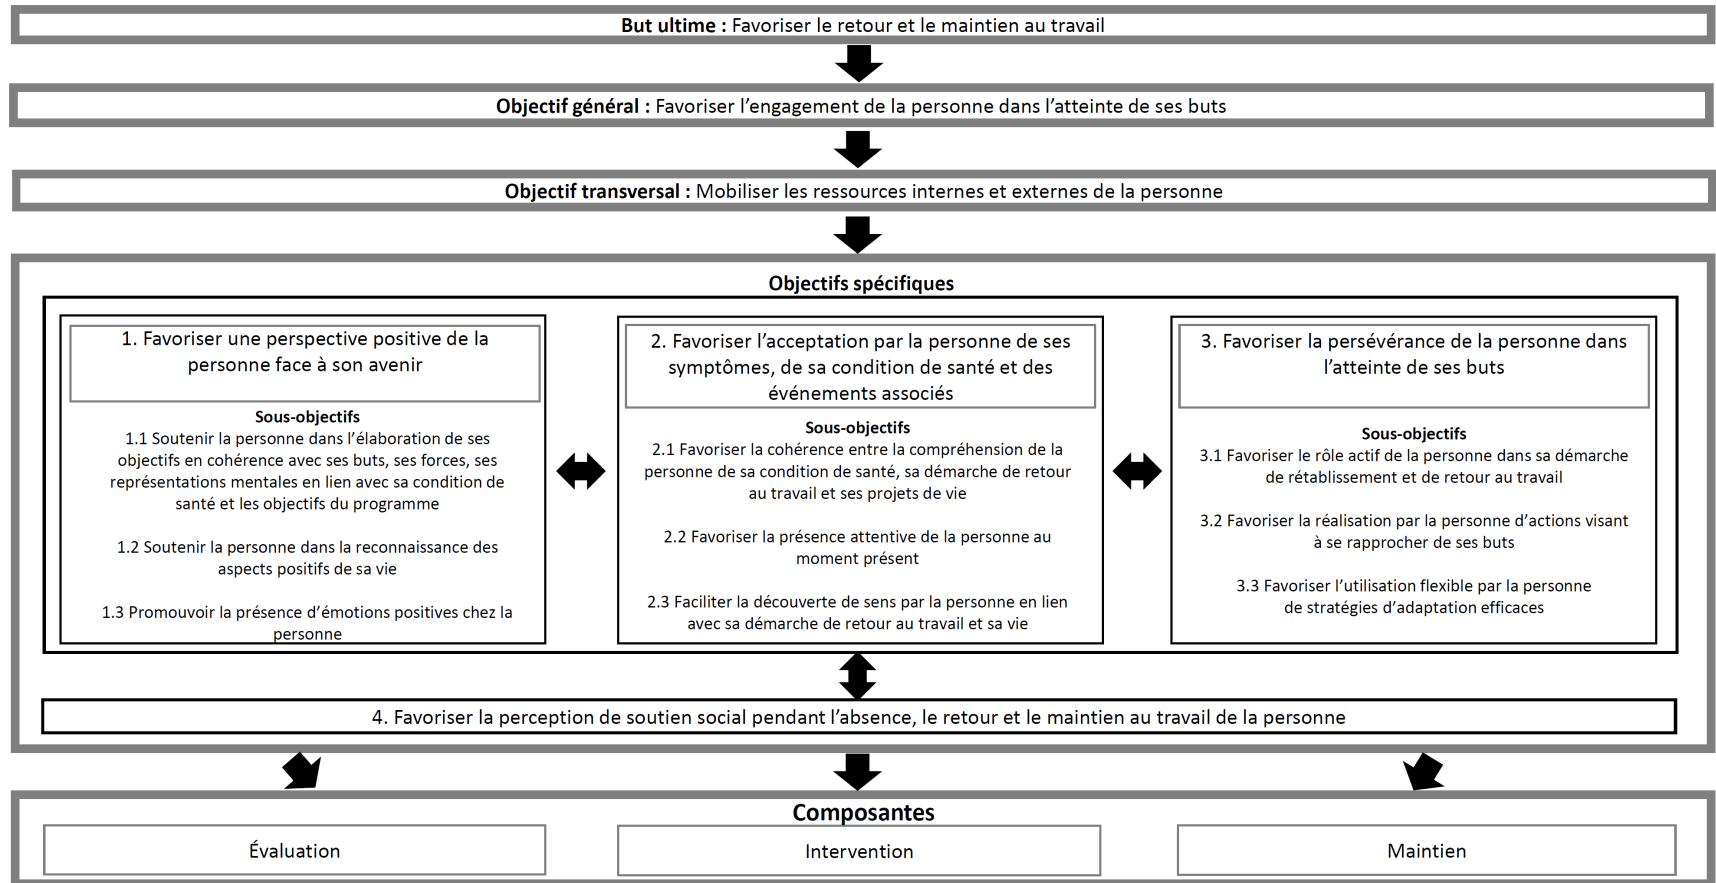 But ultime : Favoriser le retour et le maintien au travail
Objectif général : Favoriser l’engagement de la personne dans l’atteinte de ses buts
Objectif transversal : Mobiliser les ressources internes et externes de la personne
Objectifs spécifiques
1. Favoriser une perspective positive de la
personne face à son avenir
Sous-objectifs
1.1 Soutenir la personne dans l’élaboration de ses
objectifs en cohérence avec ses buts, ses forces, ses
représentations mentales en lien avec sa condition de
santé et les objectifs du programme
1.2 Soutenir la personne dans la reconnaissance des
aspects positifs de sa vie
1.3 Promouvoir la présence d’émotions positives chez la
personne
2. Favoriser l’acceptation par la personne de ses
symptômes, de sa condition de santé et des
événements associés
Sous-objectifs
2.1 Favoriser la cohérence entre la compréhension de la
personne de sa condition de santé, sa démarche de retour
au travail et ses projets de vie
2.2 Favoriser la présence attentive de la personne au
moment présent
2.3 Faciliter la découverte de sens par la personne en lien
avec sa démarche de retour au travail et sa vie
3. Favoriser la persévérance de la personne dans
l’atteinte de ses buts
Sous-objectifs
3.1 Favoriser le rôle actif de la personne dans sa démarche
de rétablissement et de retour au travail
3.2 Favoriser la réalisation par la personne d’actions visant
à se rapprocher de ses buts
3.3 Favoriser l’utilisation flexible par la personne
de stratégies d’adaptation efficaces
4. Favoriser la perception de soutien social pendant l’absence, le retour et le maintien au travail de la personne
Composantes
Évaluation
Intervention
Maintien